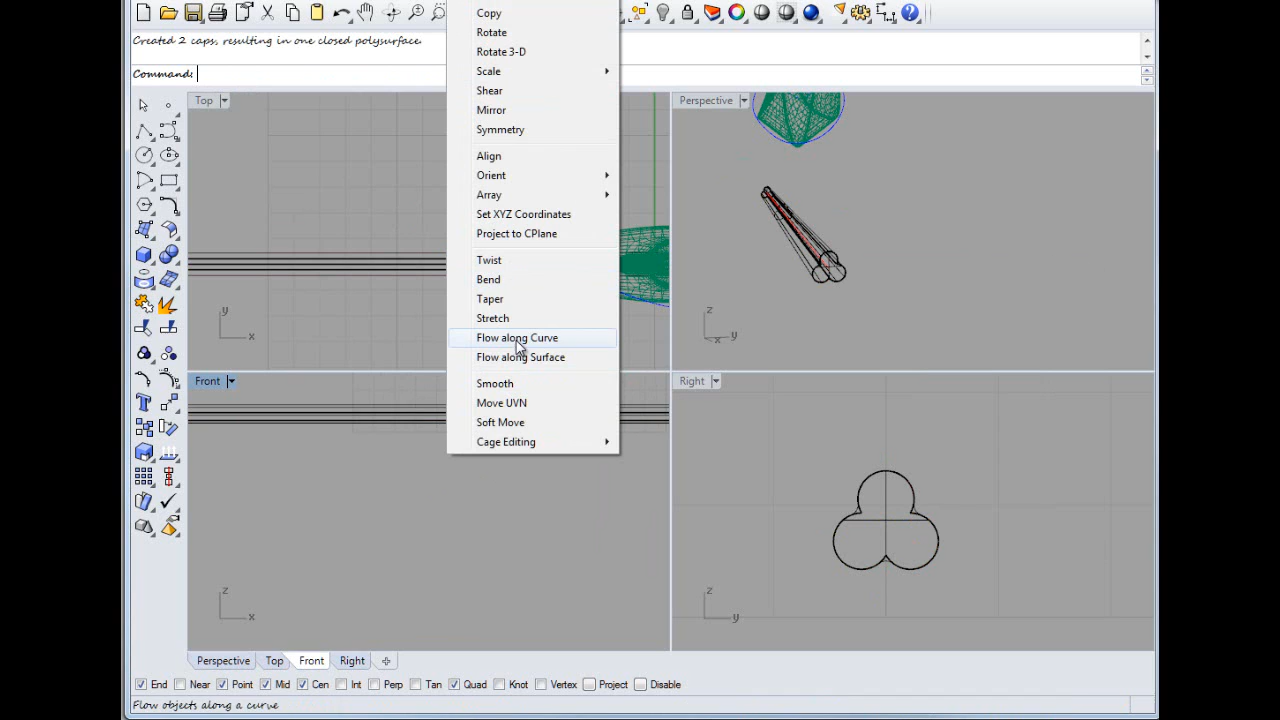 Created 2 caps, resulting in one closed polysurface.
Command:
Copy
Rotate
Rotate 3-D
Scale
Shear
Mirror
Symmetry
Align
Orient
Array
Set XYZ Coordinates
Project to CPlane
Twist
Bend
Taper
Stretch
Flow along Curve
Flow along Surface
Smooth
Move UVN
Soft Move
Cage Editing
Top
y
x
Perspective
z
x
y
Front
z
x
Right
z
y
Perspective Top Front Right
End Near Point Mid Cen Int Perp Tan Quad Knot Vertex Project Disable
Flow objects along a curve